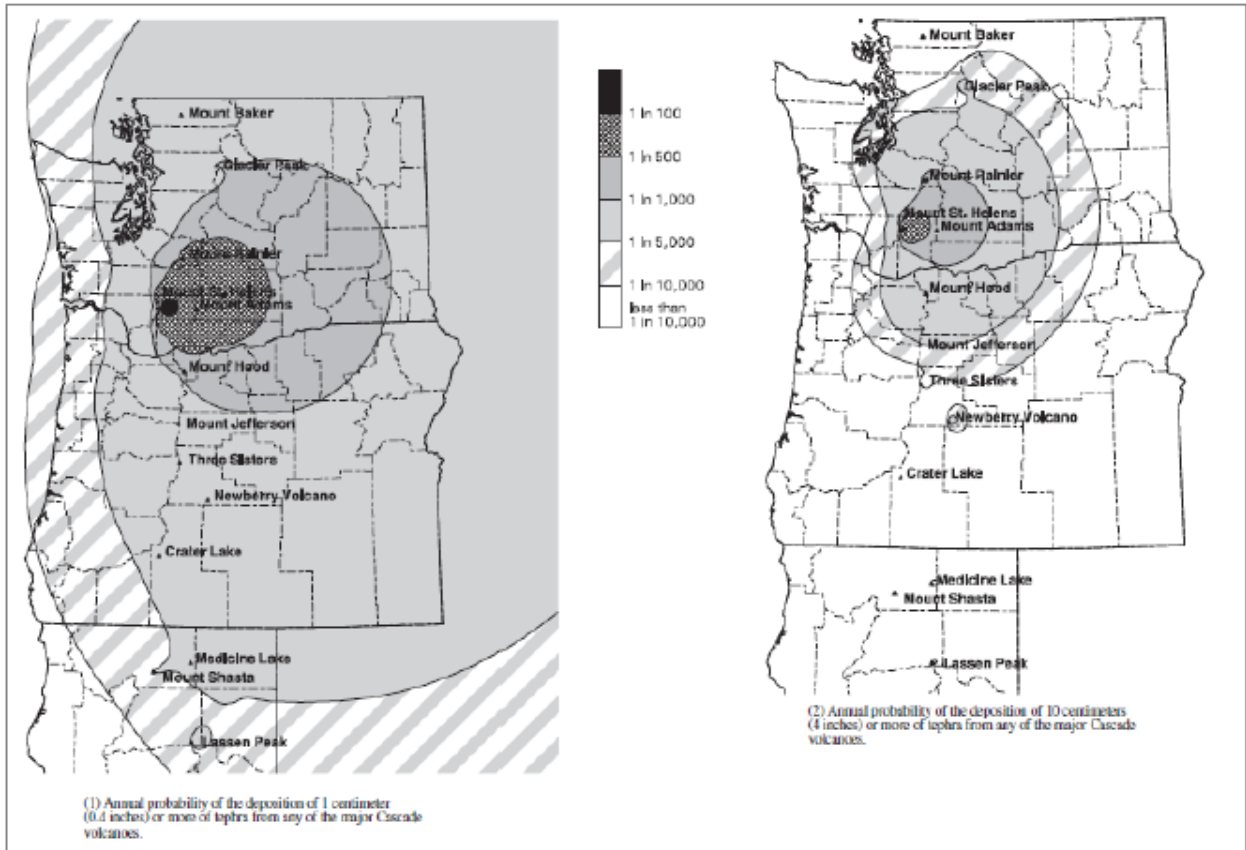 Mount Baker
Glacier Peak
Mount Rainier
Mount St. Helens
Mount Adams
Mount Hood
Mount Jefferson
Three Sisters
Newberry Volcano
Crater Lake
Medicine Lake
Mount Shasta
Lassen Peak
(1) Annual probability of the deposition of 1 centimeter
(0.4 inches) or more of tephra from any of the major Cascade
volcanoes.
1 in 100
1 in 500
1 in 1,000
1 in 5,000
1 in 10,000
less than
1 in 10,000
Mount Baker
Glacier Peak
Mount Rainier
Mount St. Helens
Mount Adams
Mount Hood
Mount Jefferson
Three Sisters
Newberry Volcano
Crater Lake
Medicine Lake
Mount Shasta
Lassen Peak
(2) Annual probability of the deposition of 10 centimeters
(4 inches) or more of tephra from any of the major Cascade
volcanoes.